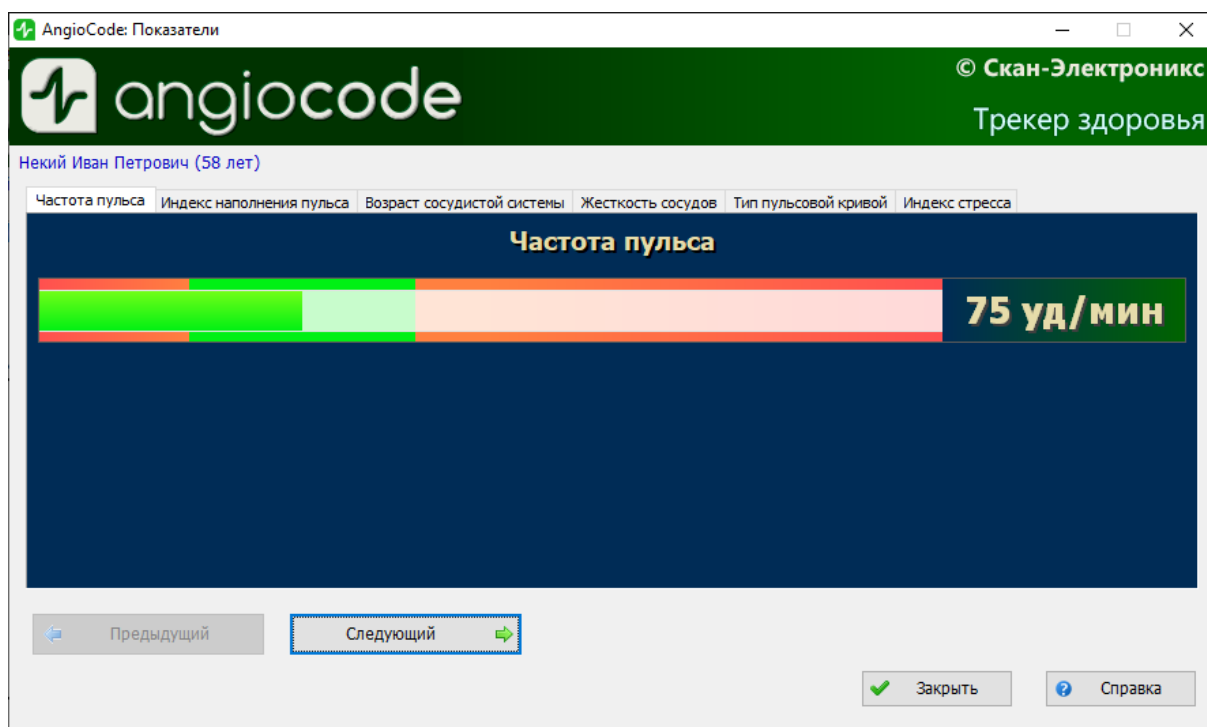 AngioCode: Показатели
angiocode
© Скан-Электроникс
Трекер здоровья
Некий Иван Петрович (58 лет)
Частота пульса Индекс наполнения пульса Возраст сосудистой системы Жесткость сосудов Тип пульсовой кривой Индекс стресса
Частота пульса
75 уд/мин
Предыдущий Следующий
Закрыть Справка